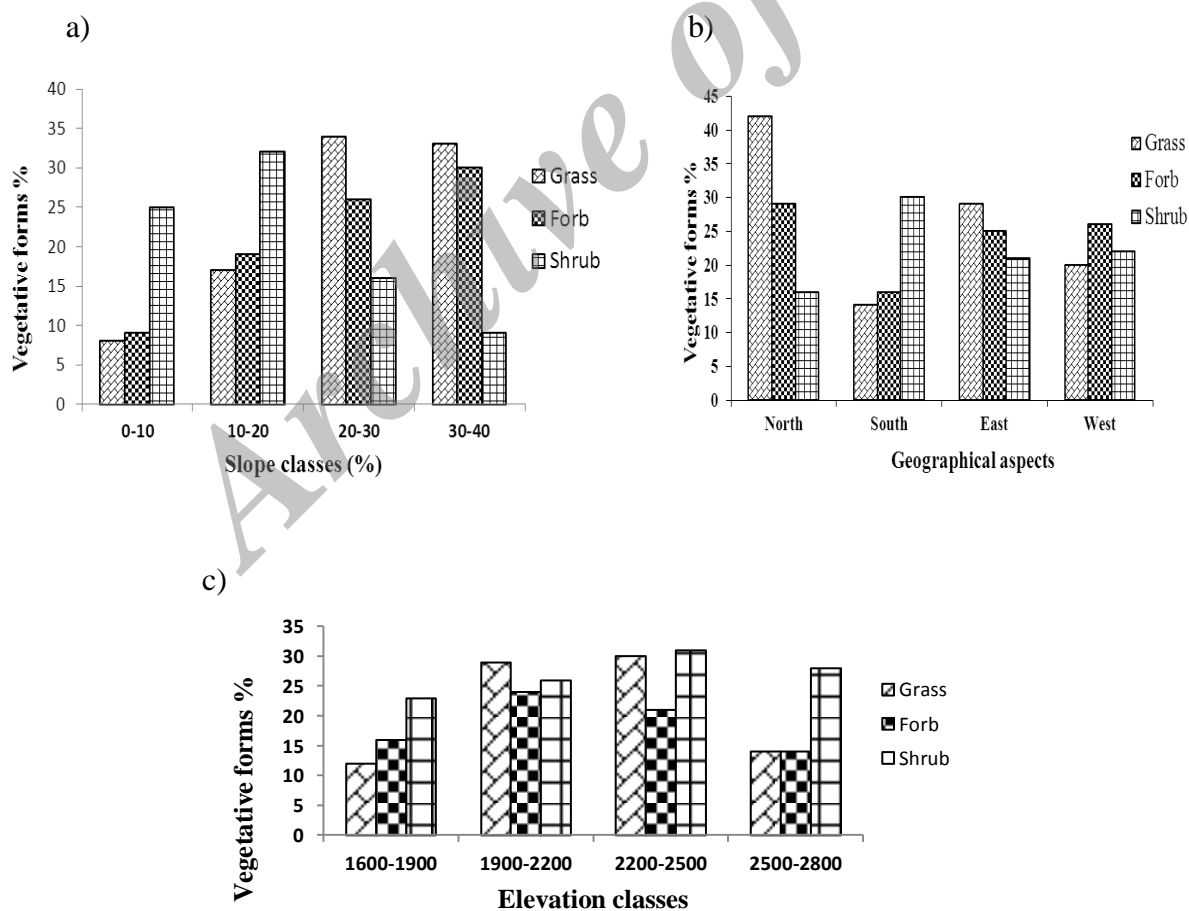 a)
40
35
30
25
20
15
10
5
0
Vegetative forms %
0-10 10-20 20-30 30-40
Slope classes (%)
Grass
Forb
Shrub
b)
45
40
35
30
25
20
15
10
5
0
Vegetative forms %
North South East West
Geographical aspects
Grass
Forb
Shrub
c)
35
30
25
20
15
10
5
0
Vegetative forms %
1600-1900 1900-2200 2200-2500 2500-2800
Elevation classes
Grass
Forb
Shrub
Archive of